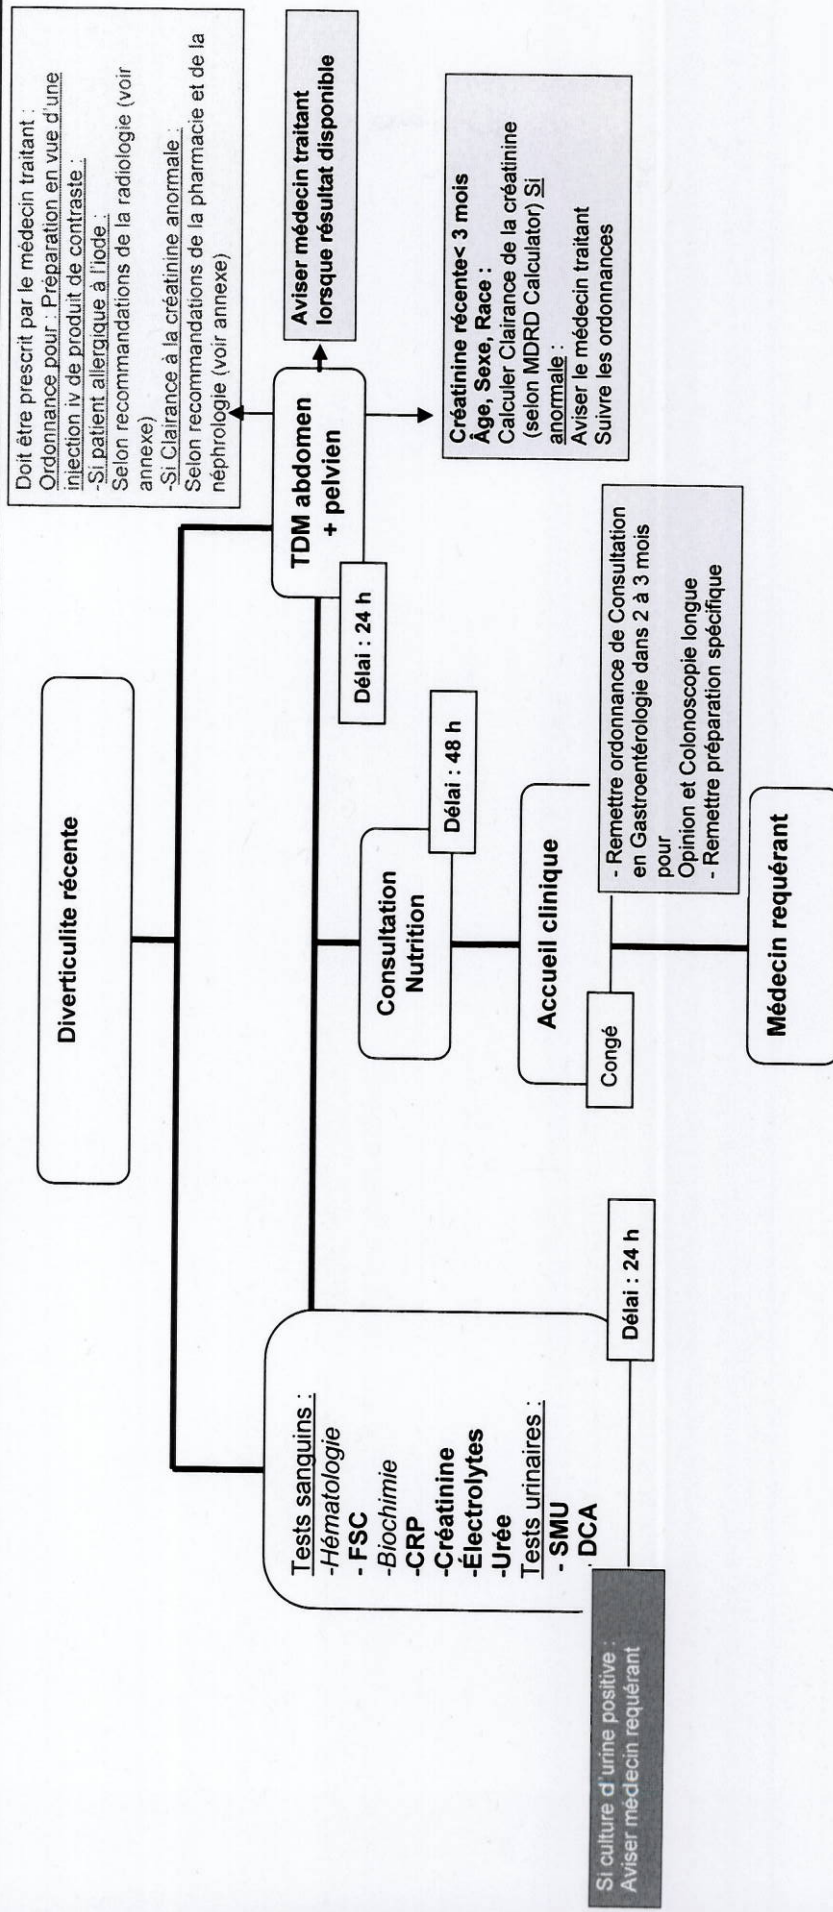 Diverticulite récente
Tests sanguins :
-Hématologie
- FSC
-Biochimie
-CRP
-Créatinine
-Électrolytes
-Urée
Tests urinaires :
- SMU
. DCA
Délai : 24 h
Si culture d'urine positive :
Aviser médecin requérant
Consultation
Nutrition
Délai : 48 h
Accueil clinique
Congé
- Remettre ordonnance de Consultation
en Gastroentérologie dans 2 à 3 mois
pour
Opinion et Colonoscopie longue
- Remettre préparation spécifique
Médecin requérant
TDM abdomen
+ pelvien
Délai : 24 h
Doit être prescrit par le médecin traitant :
Ordonnance pour : Préparation en vue d'une
injection iv de produit de contraste :
-Si patient allergique à l'iode :
Selon recommandations de la radiologie (voir
annexe)
-Si Clairance à la créatinine anormale :
Selon recommandations de la pharmacie et de la
néphrologie (voir annexe)
Aviser médecin traitant
lorsque résultat disponible
Créatinine récente< 3 mois
Âge, Sexe, Race :
Calculer Clairance de la créatinine
(selon MDRD Calculator) Si
anormale :
Aviser le médecin traitant
Suivre les ordonnances